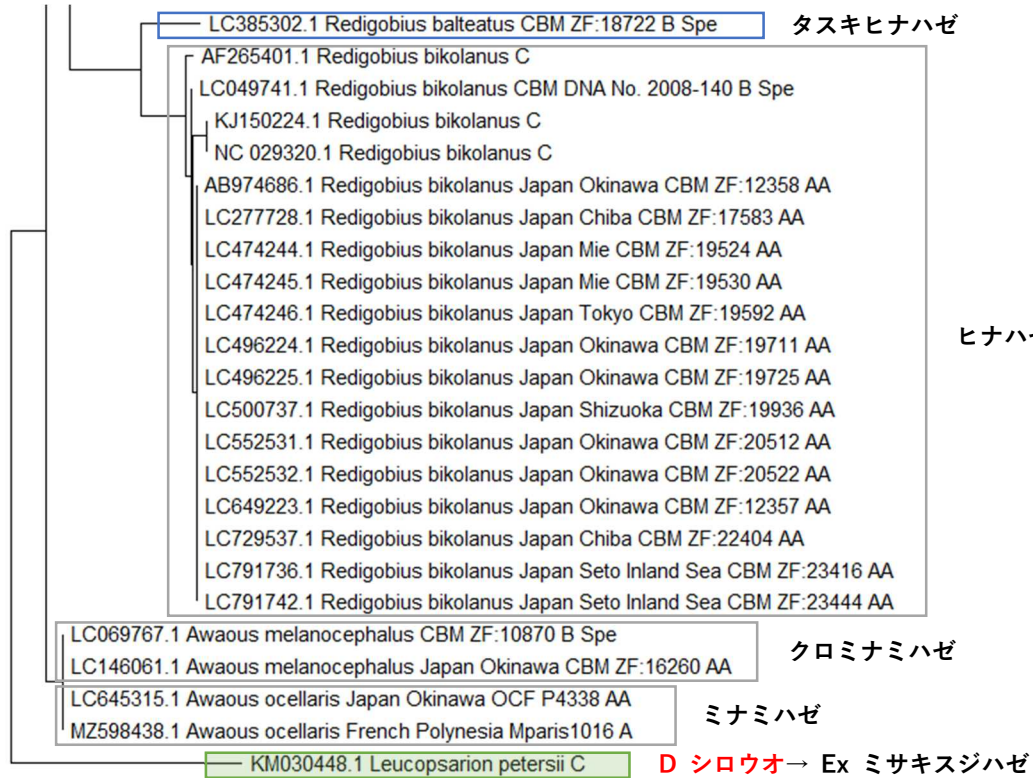 LC385302.1 Redigobius balteatus CBM ZF:18722 B Spe タスキヒナハゼ
AF265401.1 Redigobius bikolanus C
LC049741.1 Redigobius bikolanus CBM DNA No. 2008-140 B Spe
KJ150224.1 Redigobius bikolanus C
NC 029320.1 Redigobius bikolanus C
AB974686.1 Redigobius bikolanus Japan Okinawa CBM ZF:12358 AA
LC277728.1 Redigobius bikolanus Japan Chiba CBM ZF:17583 AA
LC474244.1 Redigobius bikolanus Japan Mie CBM ZF:19524 AA
LC474245.1 Redigobius bikolanus Japan Mie CBM ZF:19530 AA
LC474246.1 Redigobius bikolanus Japan Tokyo CBM ZF:19592 AA
ヒナハ
LC496224.1 Redigobius bikolanus Japan Okinawa CBM ZF:19711 AA
LC496225.1 Redigobius bikolanus Japan Okinawa CBM ZF:19725 AA
LC500737.1 Redigobius bikolanus Japan Shizuoka CBM ZF:19936 AA
LC552531.1 Redigobius bikolanus Japan Okinawa CBM ZF:20512 AA
LC552532.1 Redigobius bikolanus Japan Okinawa CBM ZF:20522 AA
LC649223.1 Redigobius bikolanus Japan Okinawa CBM ZF:12357 AA
LC729537.1 Redigobius bikolanus Japan Chiba CBM ZF:22404 AA
LC791736.1 Redigobius bikolanus Japan Seto Inland Sea CBM ZF:23416 AA
LC791742.1 Redigobius bikolanus Japan Seto Inland Sea CBM ZF:23444 AA
LC069767.1 Awaous melanocephalus CBM ZF:10870 B Spe
クロミナミハゼ
LC146061.1 Awaous melanocephalus Japan Okinawa CBM ZF:16260 AA
LC645315.1 Awaous ocellaris Japan Okinawa OCF P4338 AA
ミナミハゼ
MZ598438.1 Awaous ocellaris French Polynesia Mparis1016 A
KM030448.1 Leucopsarion petersii C D シロウオ→ Ex ミサキスジハゼ